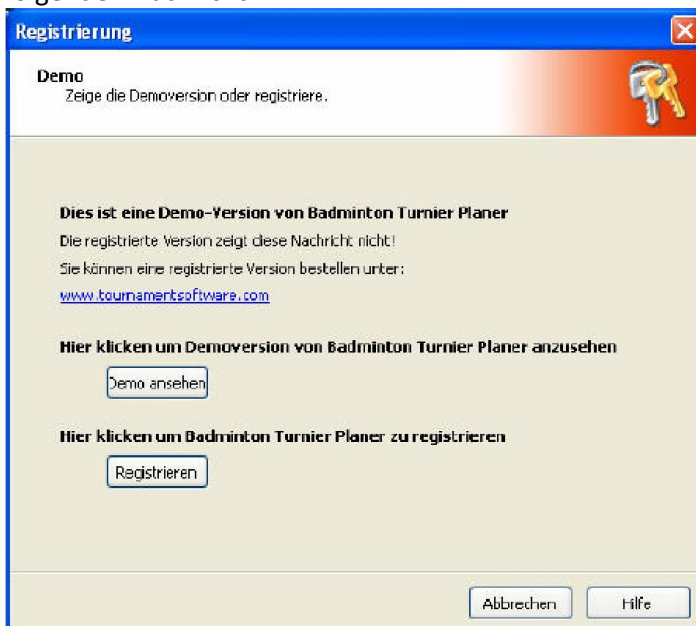 Registrierung
Demo
Zeige die Demoversion oder registriere.
Dies ist eine Demo-Version von Badminton Turnier Planer
Die registrierte Version zeigt diese Nachricht nicht!
Sie können eine registrierte Version bestellen unter:
www.tournamentsoftware.com
Hier klicken um Demoversion von Badminton Turnier Planer anzusehen
Demo ansehen
Hier klicken um Badminton Turnier Planer zu registrieren
Registrieren
Abbrechen Hilfe